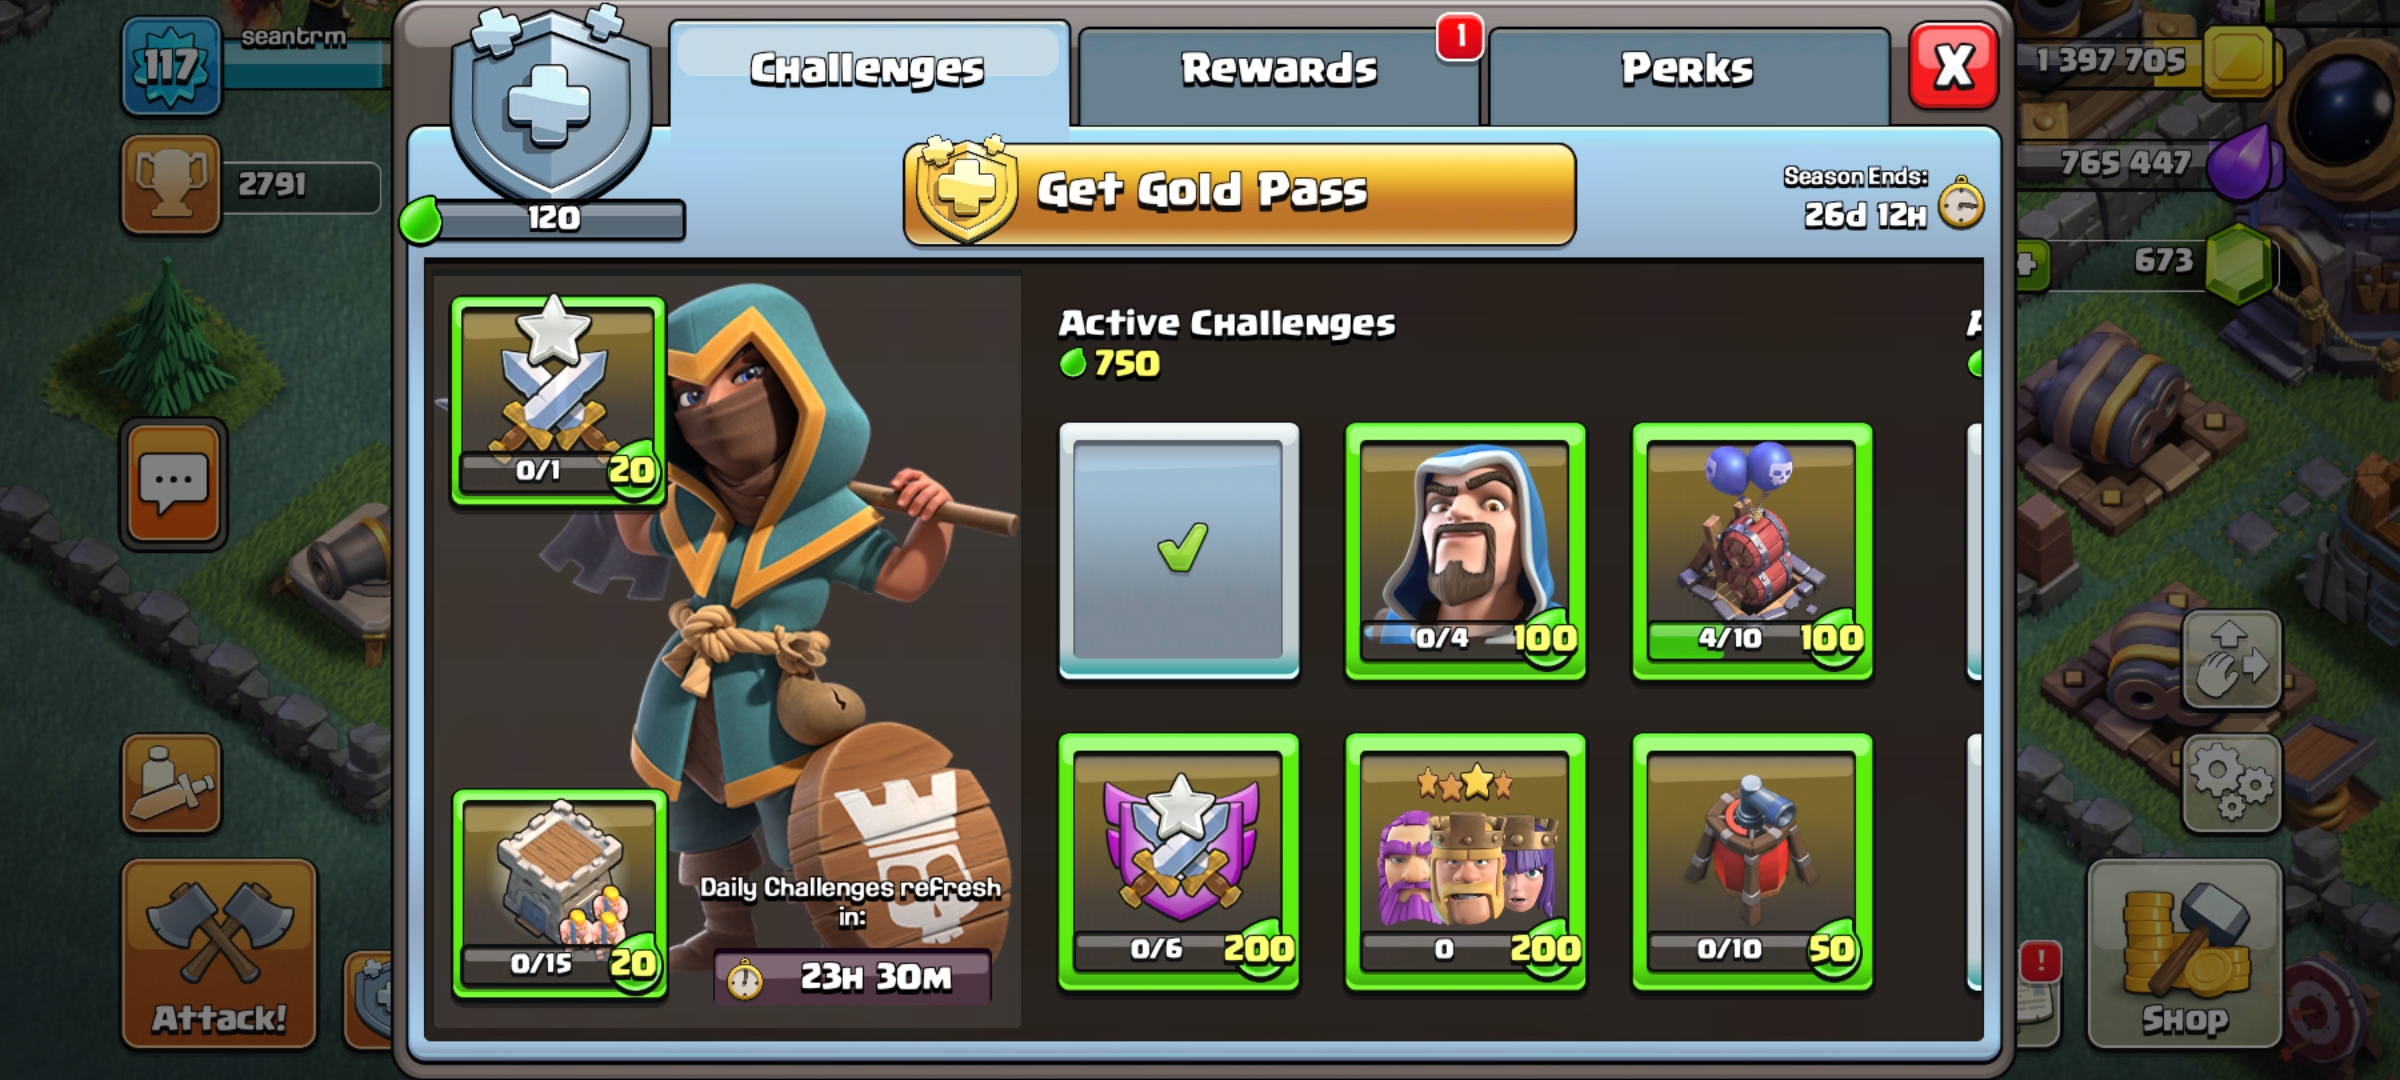 117
seantrm
2791
Challenges
Rewards
1
Perks
X
120
Get Gold Pass
Season Ends:
26d 12H
1 397 705
765 447
673
0/1
20
Active Challenges
750
0/4
100
4/10
100
Daily Challenges refresh
in:
23H 30M
0/15
20
0/6
200
0
200
0/10
50
Attack!
!
Shop